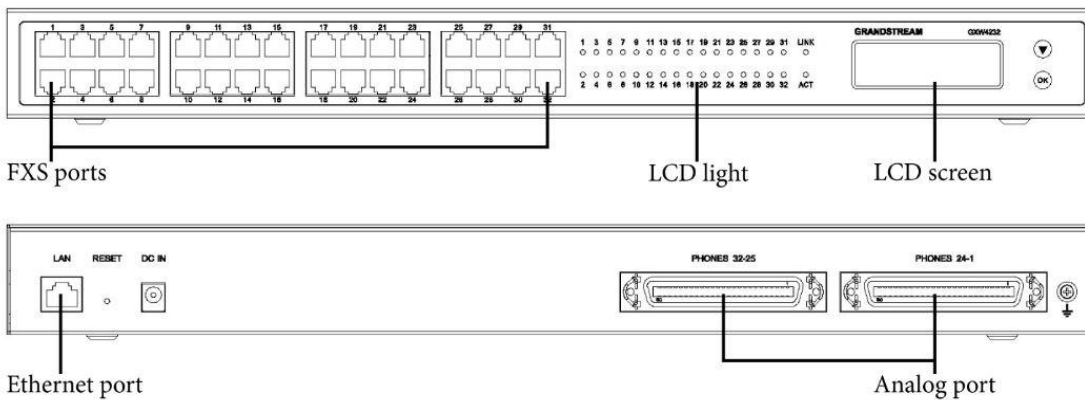 1 3 5 7 9 11 13 15 17 19 21 23 25 27 29 31
2 4 6 8 10 12 14 16 18 20 22 24 26 28 30 32
1 3 5 7 9 11 13 15 17 19 21 23 25 27 29 31 LINK
2 4 6 8 10 12 14 16 18 20 22 24 26 28 30 32 ACT
GRANDSTREAM GXW4232
OK
FXS ports
LCD light
LCD screen
LAN RESET DC IN
PHONES 32-25
PHONES 24-1
Ethernet port
Analog port